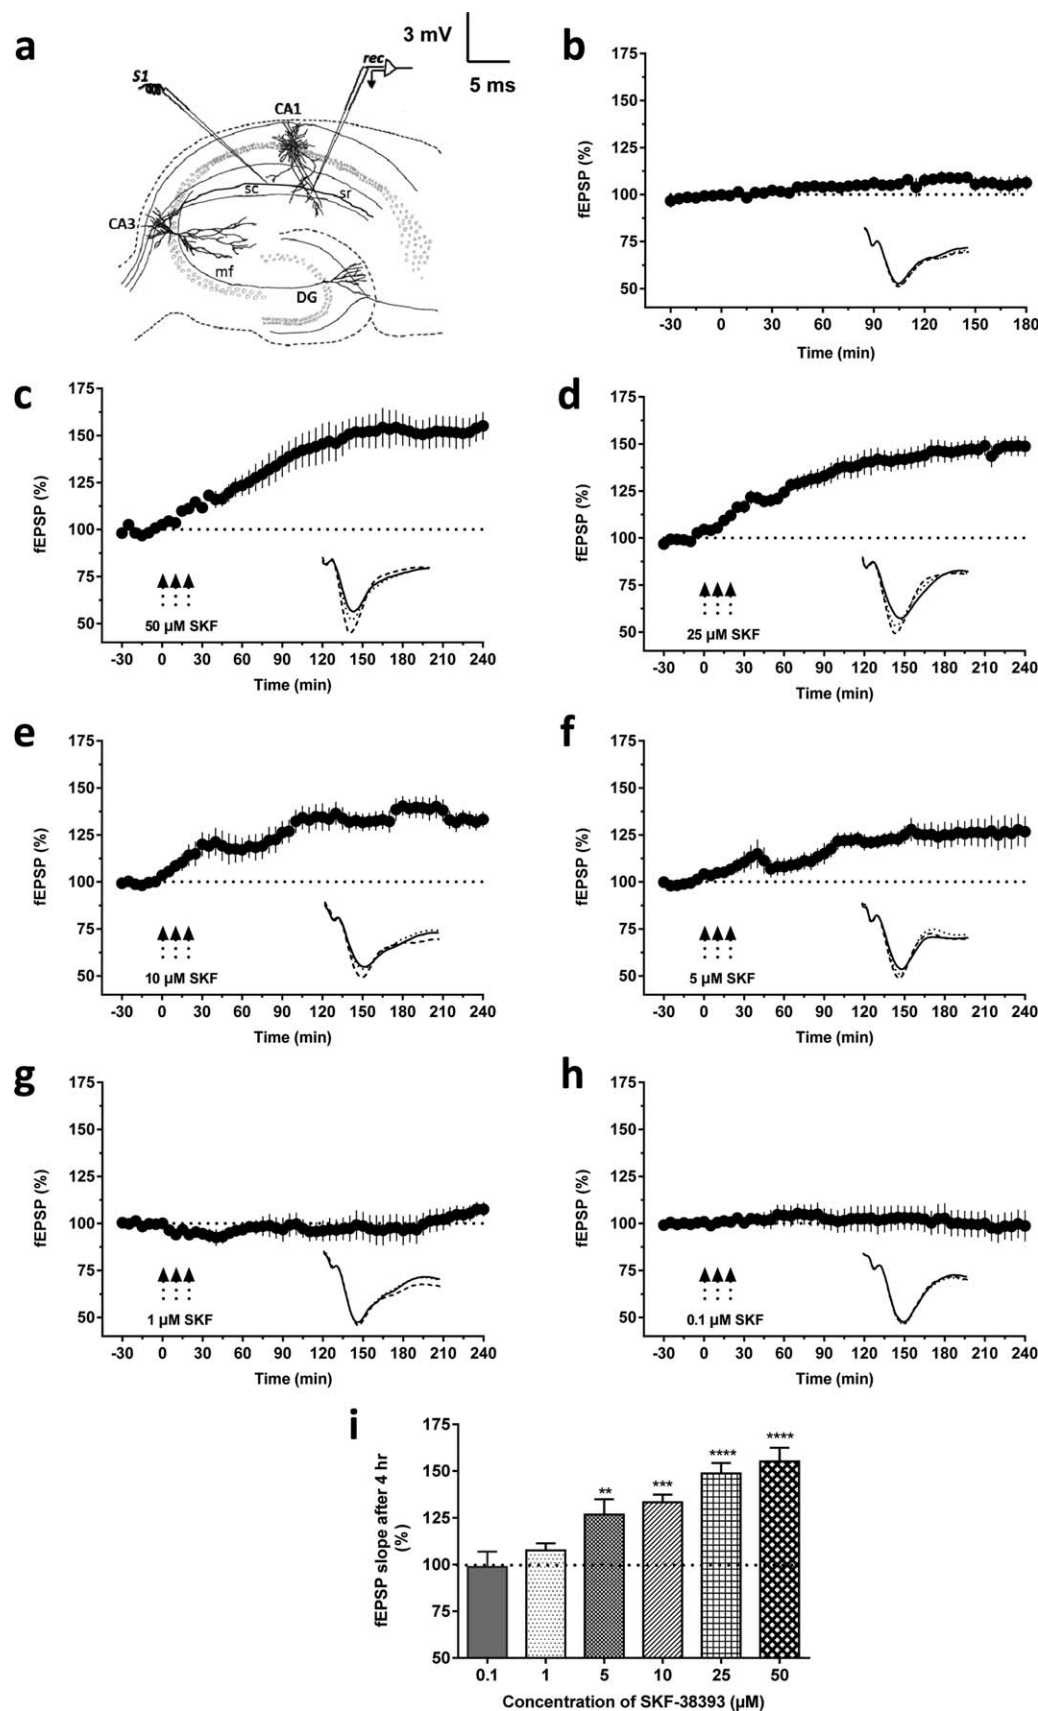 a
3 mV
5 ms
S1
rec
CA1
sc
sr
CA3
mf
DG
b
fEPSP (%)
175
150
125
100
75
50
-30 0 30 60 90 120 150 180
Time (min)
c
fEPSP (%)
175
150
125
100
75
50
50 µM SKF
-30 0 30 60 90 120 150 180 210 240
Time (min)
d
fEPSP (%)
175
150
125
100
75
50
25 µM SKF
-30 0 30 60 90 120 150 180 210 240
Time (min)
e
fEPSP (%)
175
150
125
100
75
50
10 µM SKF
-30 0 30 60 90 120 150 180 210 240
Time (min)
f
fEPSP (%)
175
150
125
100
75
50
5 µM SKF
-30 0 30 60 90 120 150 180 210 240
Time (min)
g
fEPSP (%)
175
150
125
100
75
50
1 µM SKF
-30 0 30 60 90 120 150 180 210 240
Time (min)
h
fEPSP (%)
175
150
125
100
75
50
0.1 µM SKF
-30 0 30 60 90 120 150 180 210 240
Time (min)
i
fEPSP slope after 4 hr
(%)
175
150
125
100
75
50
** *** **** ****
0.1 1 5 10 25 50
Concentration of SKF-38393 (µM)